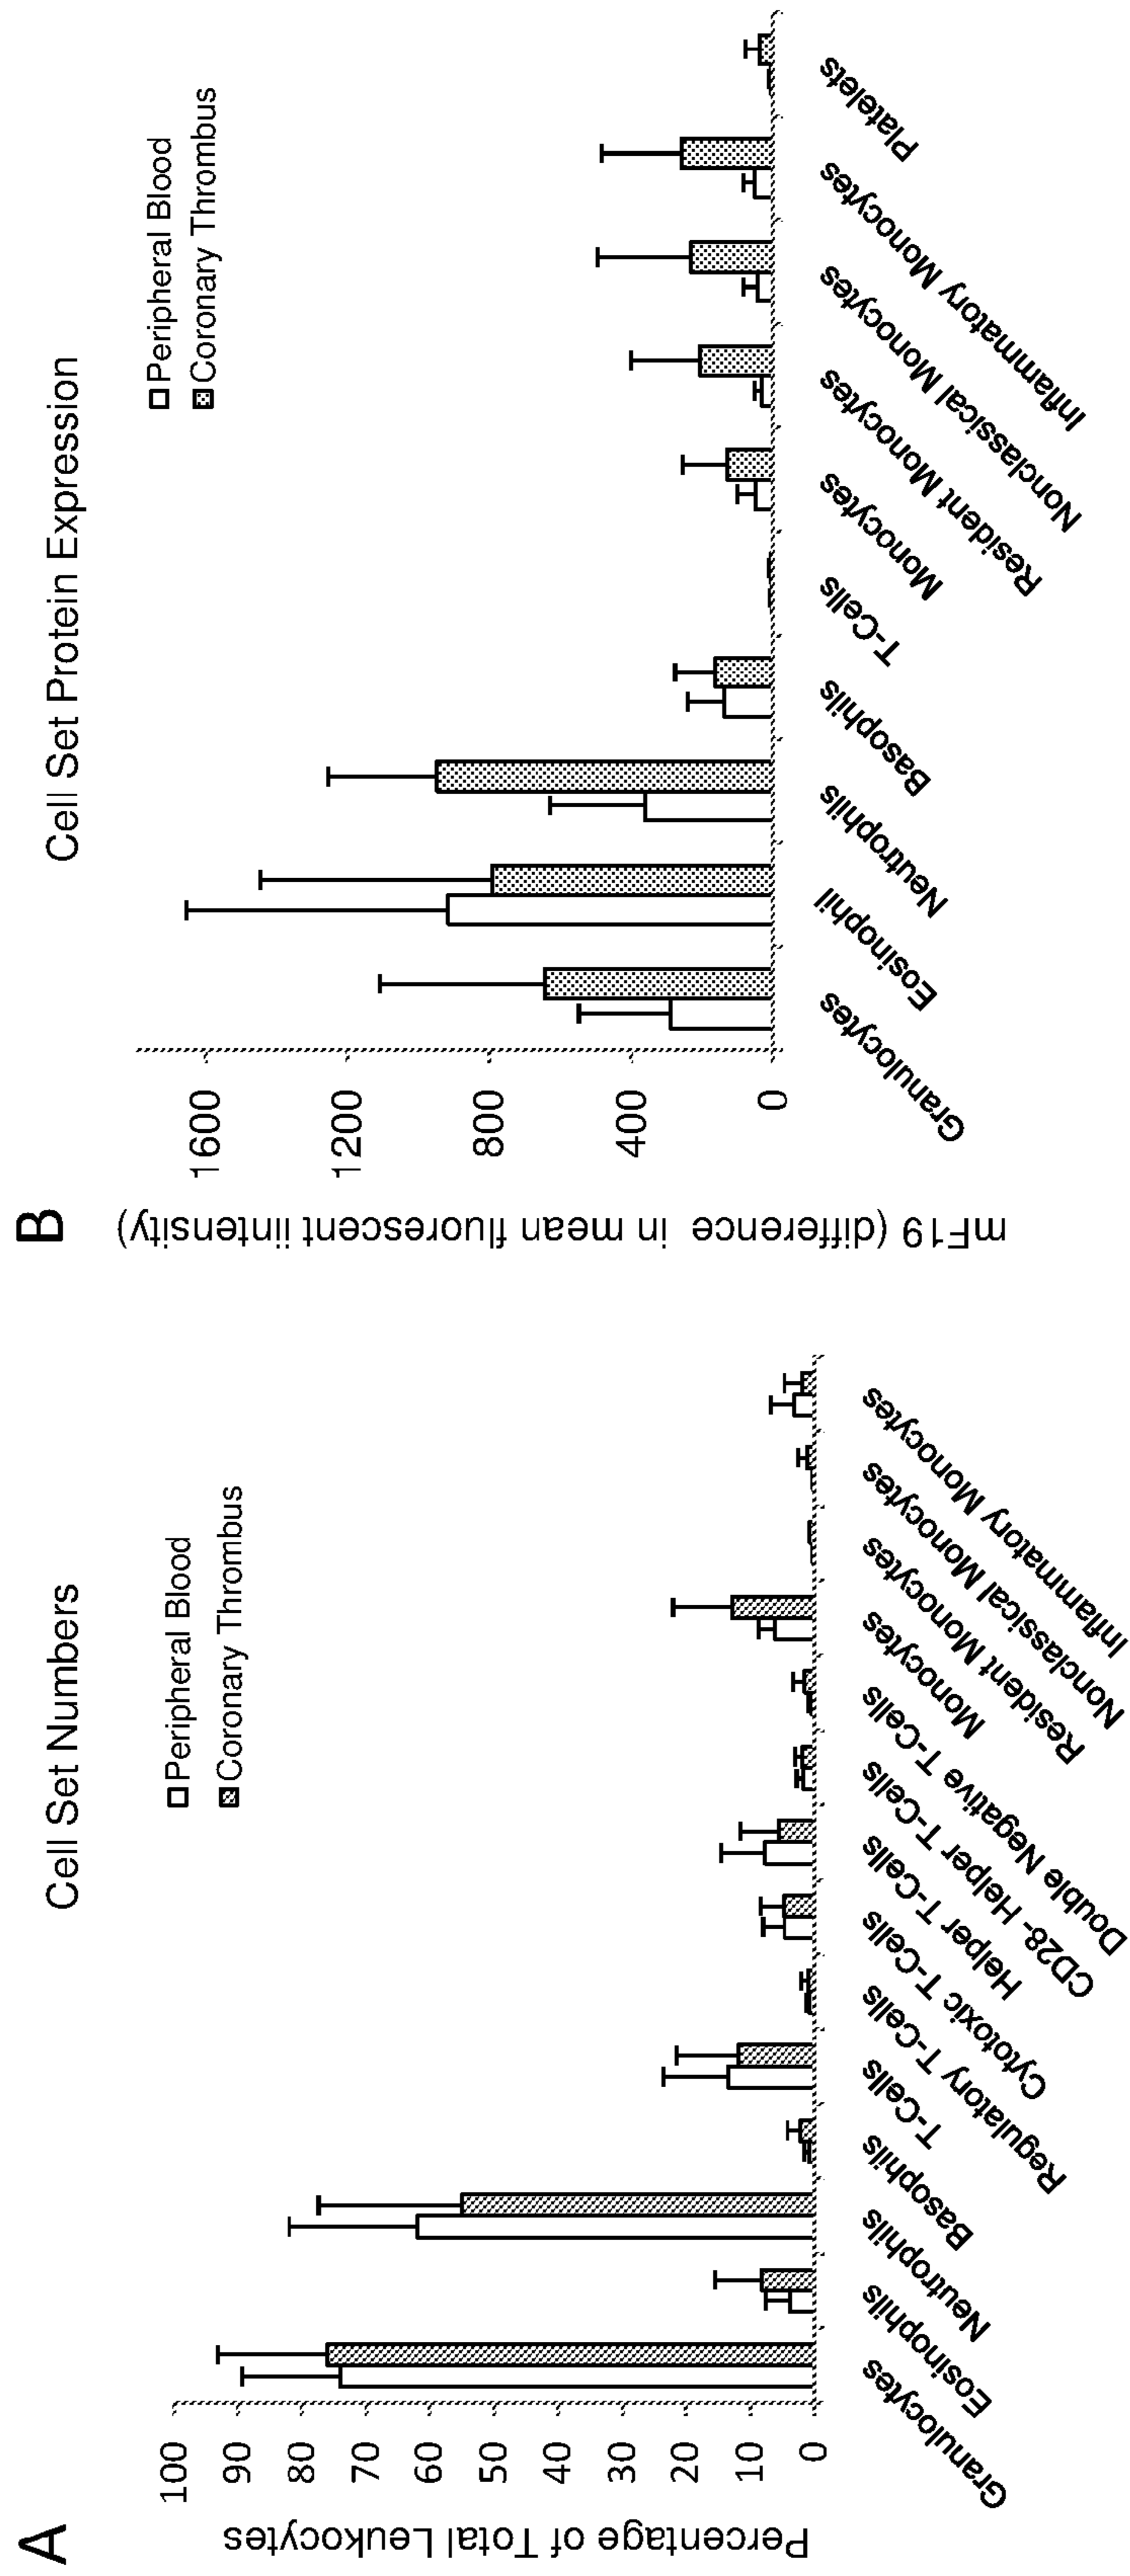 A
Cell Set Numbers
Peripheral Blood
Coronary Thrombus
Percentage of Total Leukocytes
100
90
80
70
60
50
40
30
20
10
0
Granulocytes
Eosinophils
Neutrophils
Basophils
T-Cells
Regulatory T-Cells
Cytotoxic T-Cells
Helper T-Cells
CD28- Helper T-Cells
Double Negative T-Cells
Monocytes
Resident Monocytes
Nonclassical Monocytes
Inflammatory Monocytes
B
Cell Set Protein Expression
Peripheral Blood
Coronary Thrombus
mF19 (difference in mean fluorescent iintensity)
1600
1200
800
400
0
Granulocytes
Eosinophil
Neutrophils
Basophils
T-Cells
Monocytes
Resident Monocytes
Nonclassical Monocytes
Inflammatory Monocytes
Platelets